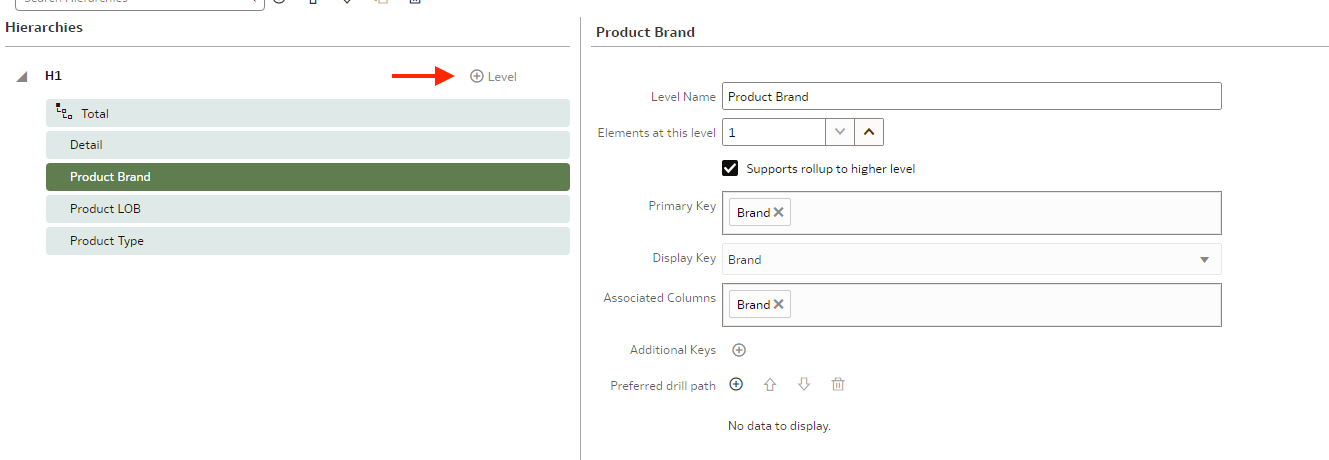 Search Hierarchies
Hierarchies
H1
Level
Total
Detail
Product Brand
Product LOB
Product Type
Product Brand
Level Name
Product Brand
Elements at this level
1
Supports rollup to higher level
Primary Key
Brand
Display Key
Brand
Associated Columns
Brand
Additional Keys
Preferred drill path
No data to display.